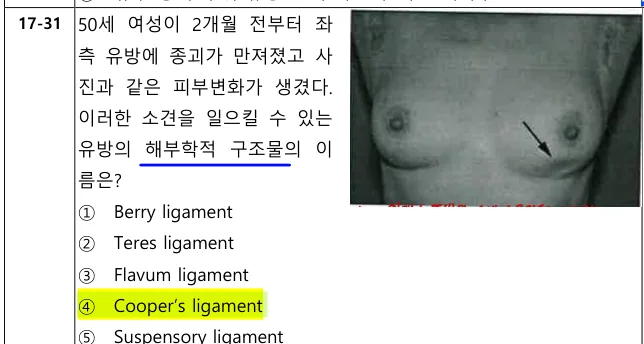 17-31
50세 여성이 2개월 전부터 좌
측 유방에 종괴가 만져졌고 사
진과 같은 피부변화가 생겼다.
이러한 소견을 일으킬 수 있는
유방의 해부학적 구조물의 이
름은?
① Berry ligament
② Teres ligament
③ Flavum ligament
④ Cooper's ligament
⑤ Suspensory ligament